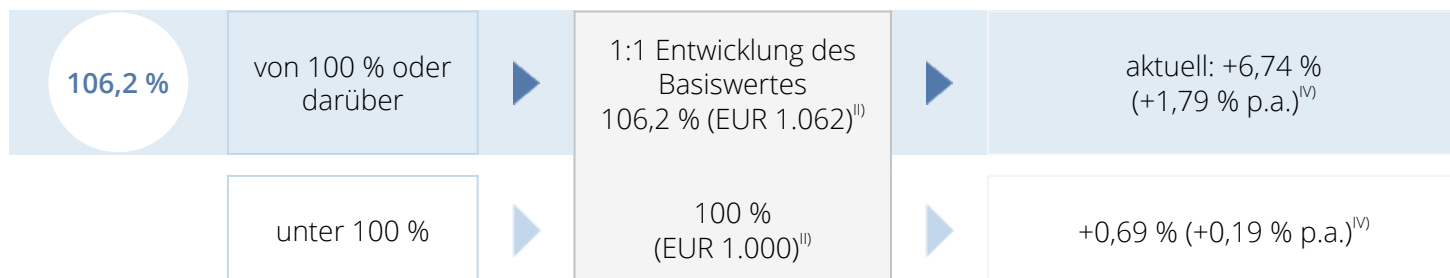 106,2 %
von 100 % oder
darüber
1:1 Entwicklung des
Basiswertes
106,2 % (EUR 1.062)II)
aktuell: +6,74 %
(+1,79 % p.a.)IV)
unter 100 %
100 %
(EUR 1.000)II)
+0,69 % (+0,19 % p.a.)IV)